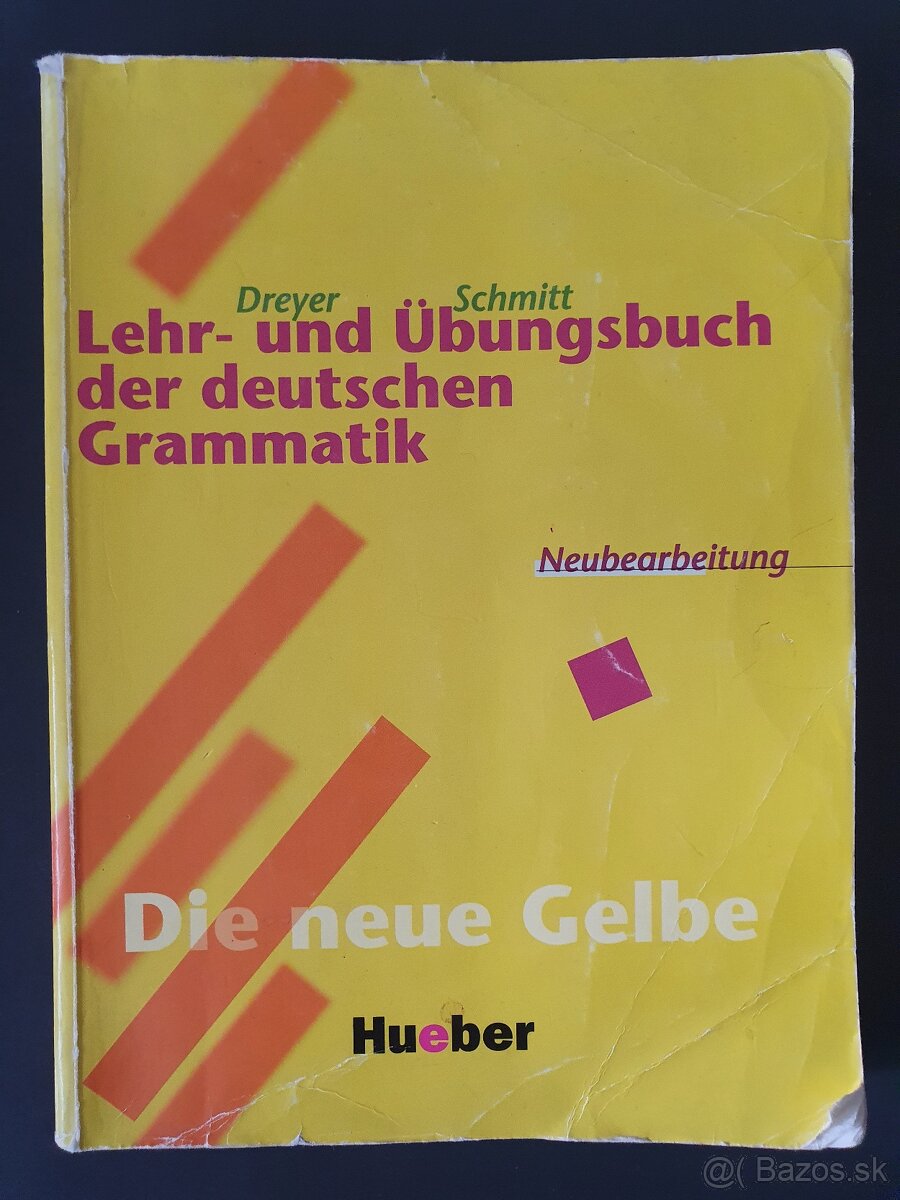 Dreyer Schmitt
Lehr- und Übungsbuch
der deutschen
Grammatik
Neubearbeitung
Die neue Gelbe
Hueber
@( Bazos.sk